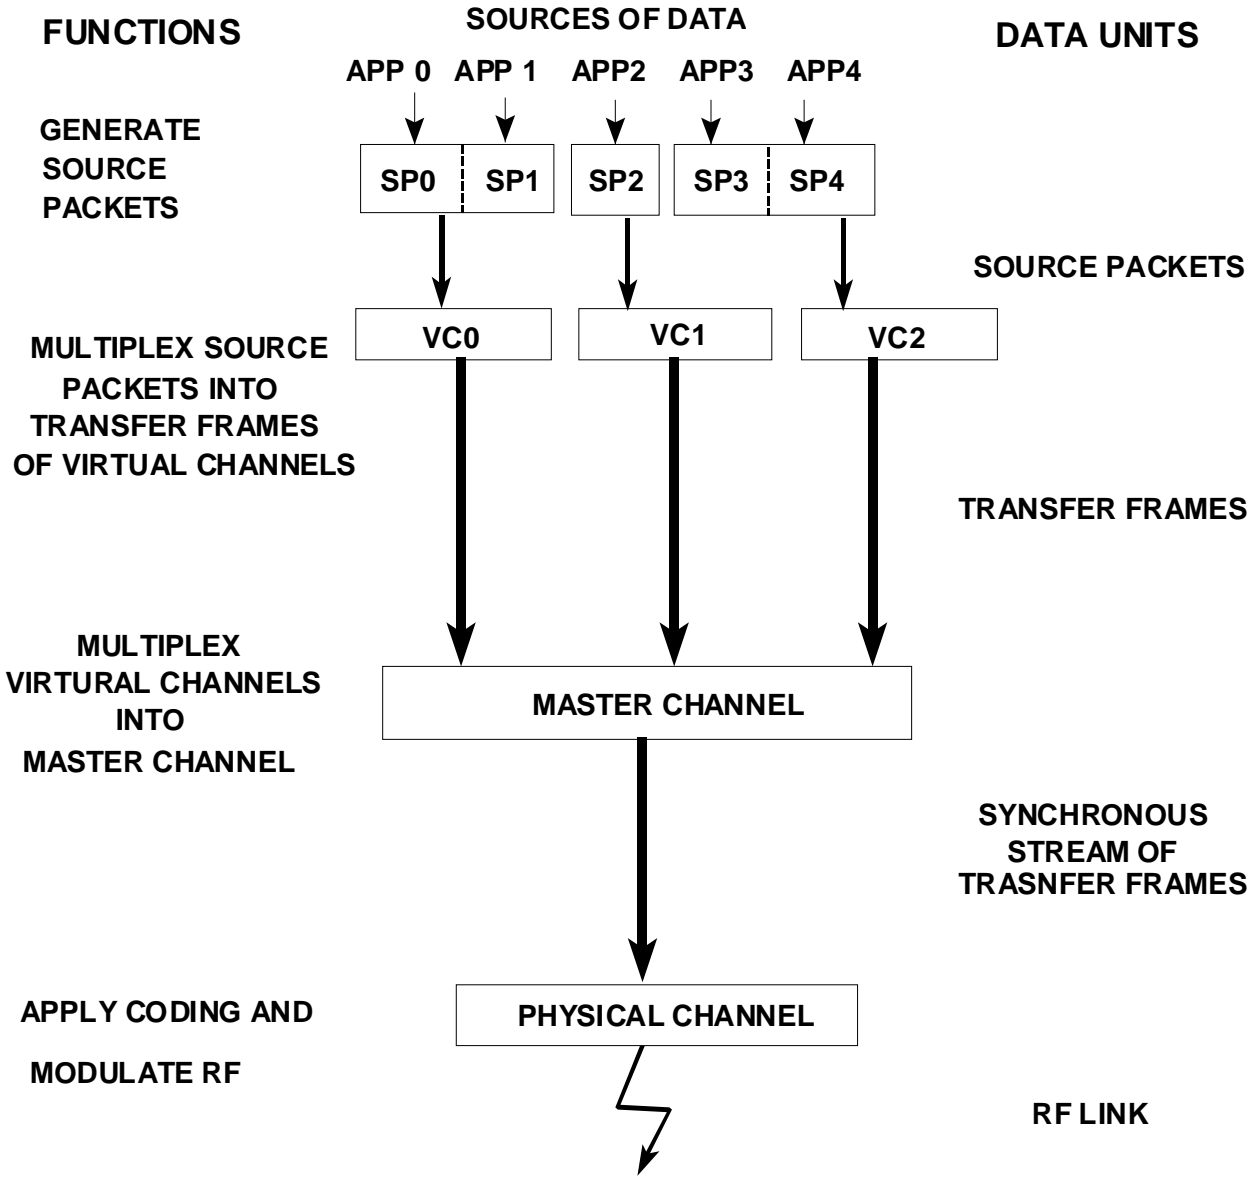 FUNCTIONS
SOURCES OF DATA
DATA UNITS
APP 0 APP 1 APP2 APP3 APP4
GENERATE
SOURCE
PACKETS
SP0 SP1 SP2 SP3 SP4
SOURCE PACKETS
VC0 VC1 VC2
MULTIPLEX SOURCE
PACKETS INTO
TRANSFER FRAMES
OF VIRTUAL CHANNELS
TRANSFER FRAMES
MULTIPLEX
VIRTURAL CHANNELS
INTO
MASTER CHANNEL
MASTER CHANNEL
SYNCHRONOUS
STREAM OF
TRASNFER FRAMES
APPLY CODING AND
MODULATE RF
PHYSICAL CHANNEL
RF LINK